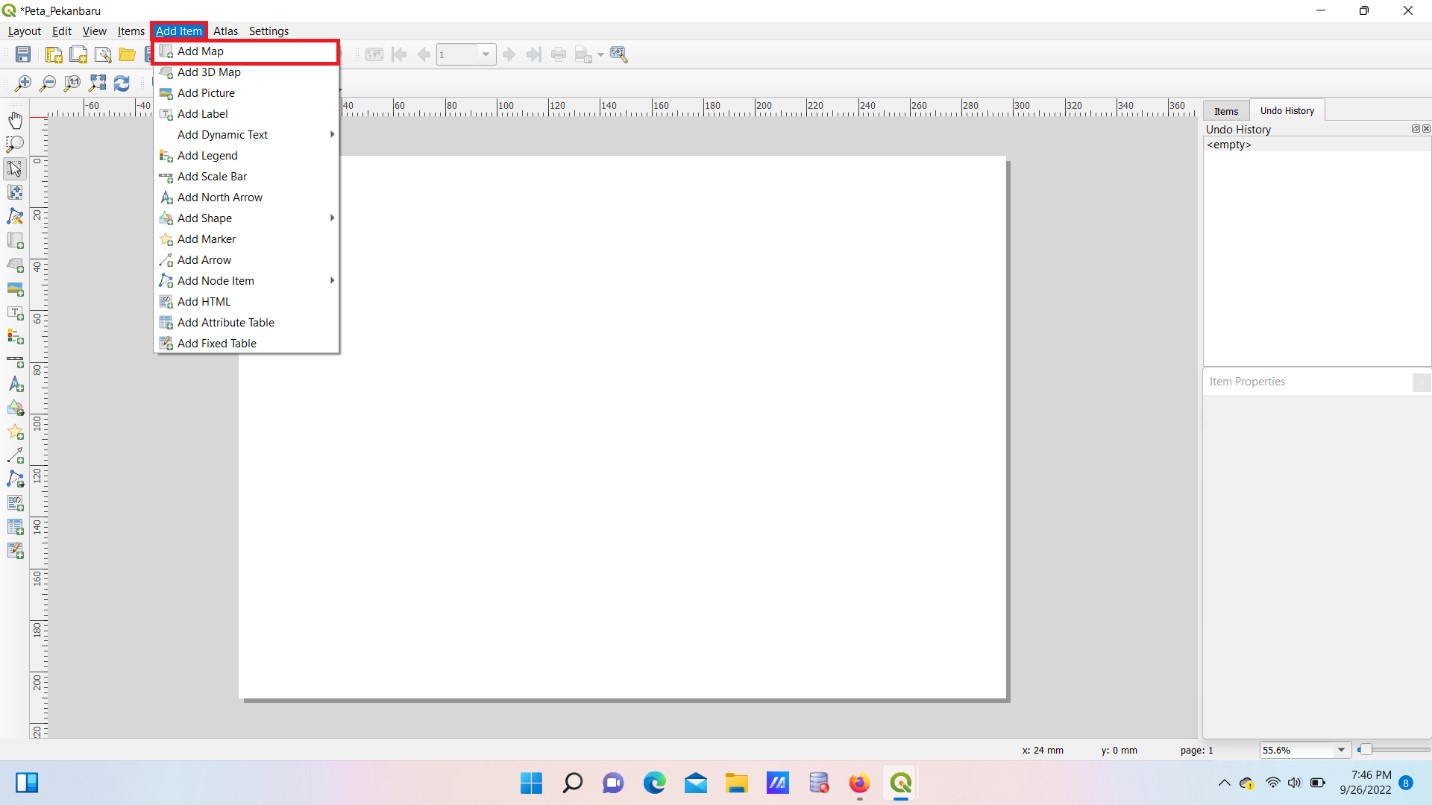 *Peta_Pekanbaru
Layout Edit View Items Add Item Atlas Settings
1
Add Map
Add 3D Map
Add Picture
Add Label
Add Dynamic Text
Add Legend
Add Scale Bar
Add North Arrow
Add Shape
Add Marker
Add Arrow
Add Node Item
Add HTML
Add Attribute Table
Add Fixed Table
-60 -40 40 60 80 100 120 140 160 180 200 220 240 260 280 300 320 340 360
0
20
40
60
80
100
120
140
160
180
200
Items Undo History
Undo History
<empty>
Item Properties
x: 24 mm y: 0 mm page: 1 55.6%
7:46 PM
9/26/2022
8